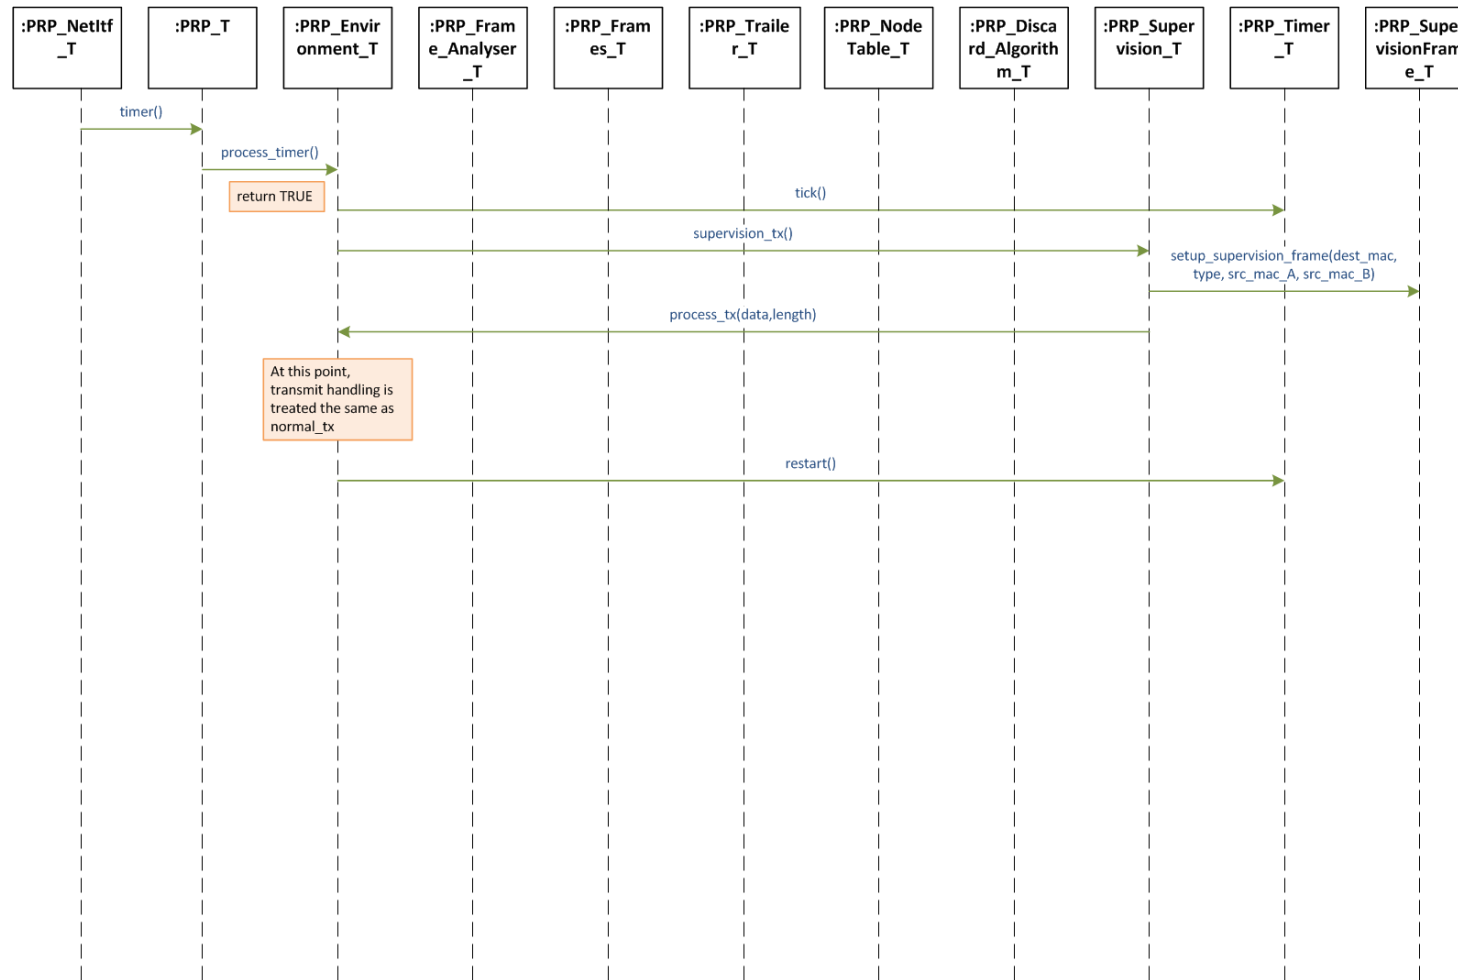 :PRP_NetItf
_T
:PRP_T
:PRP_Envir
onment_T
:PRP_Fram
e_Analyser
_T
:PRP_Fram
es_T
:PRP_Traile
r_T
:PRP_Node
Table_T
:PRP_Disca
rd_Algorith
m_T
:PRP_Super
vision_T
:PRP_Timer
_T
:PRP_Supe
visionFram
e_T
timer()
process_timer()
return TRUE
tick()
supervision_tx()
setup_supervision_frame(dest_mac,
type, src_mac_A, src_mac_B)
process_tx(data,length)
At this point,
transmit handling is
treated the same as
normal_tx
restart()